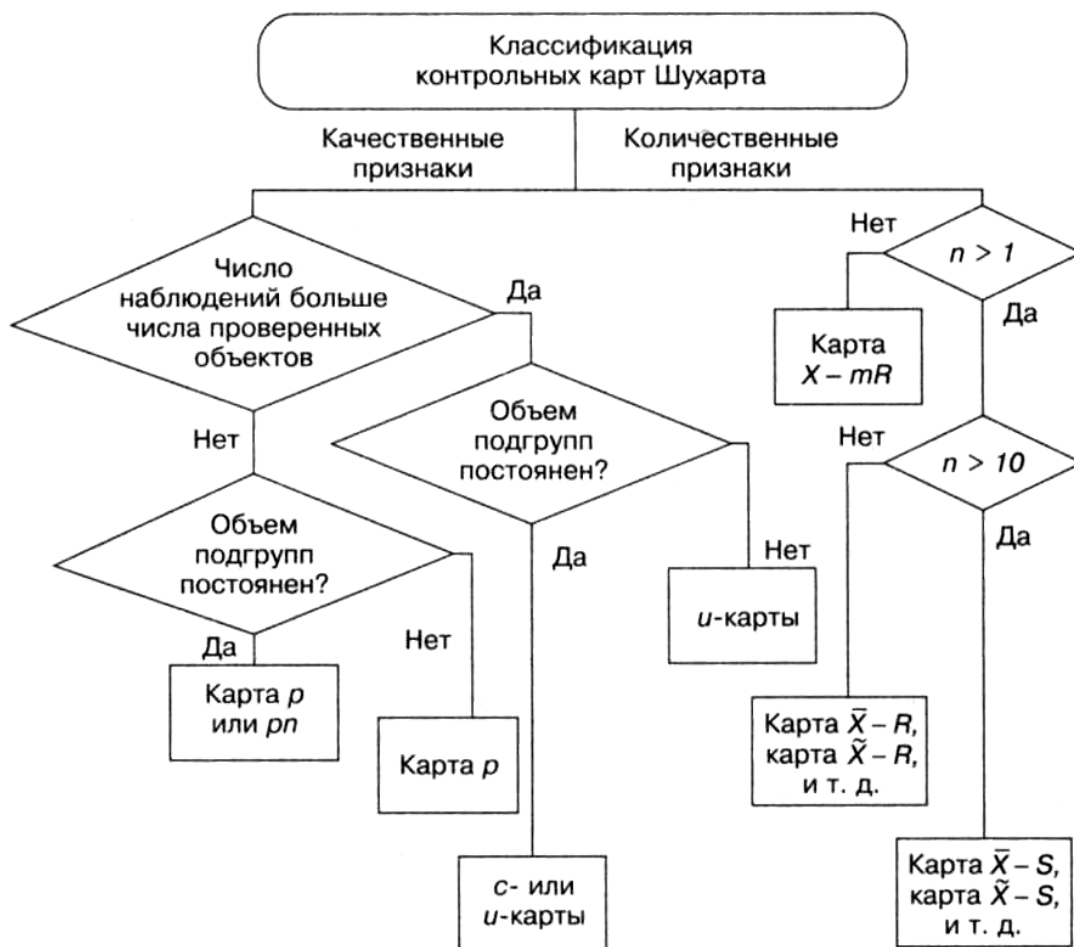 Классификация
контрольных карт Шухарта
Качественные
признаки
Количественные
признаки
Число
наблюдений больше
числа проверенных
объектов
Да
Нет
n > 1
Да
Карта
X – mR
Нет
Объем
подгрупп
постоянен?
Объем
подгрупп
постоянен?
Нет
n > 10
Да
Да
Нет
Да
Нет
u-карты
Карта p
или pn
Карта p
c- или
u-карты
Карта X̄ – R,
карта X̃ – R,
и т. д.
Карта X̄ – S,
карта X̃ – S,
и т. д.